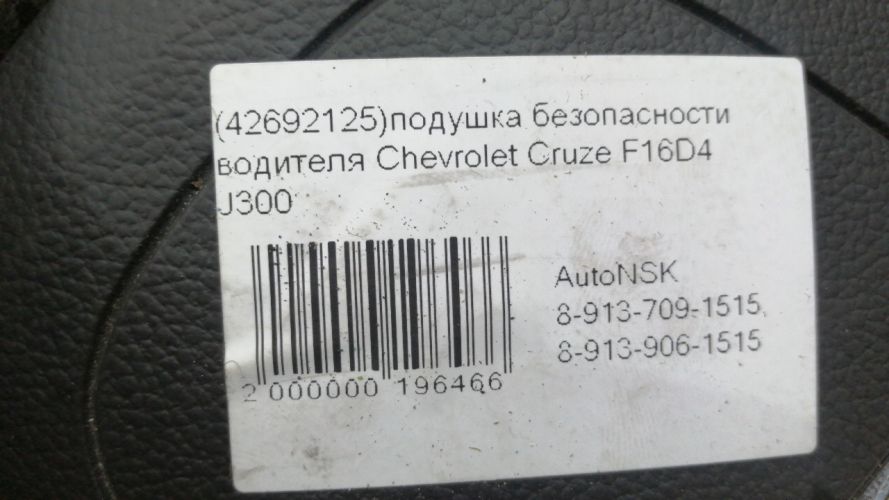 (42692125)подушка безопасности
водителя Chevrolet Cruze F16D4
J300
AutoNSK
8-913-709-1515,
8-913-906-1515
2 000000 196466